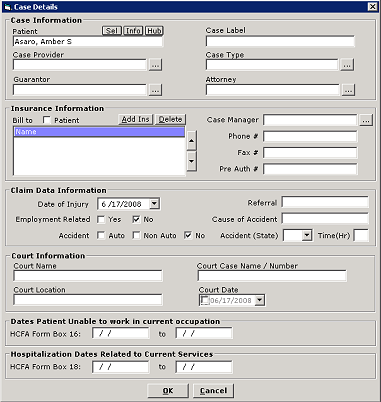 Case Details
Case Information
Patient Sel Info Hub Case Label
Asaro, Amber S
Case Provider Case Type
... ...
Guarantor Attorney
... ...
Insurance Information
Bill to Patient Add Ins Delete Case Manager ...
Name
Phone #
Fax #
Pre Auth #
Claim Data Information
Date of Injury 6 /17/2008 Referral
Employment Related Yes No Cause of Accident
Accident Auto Non Auto No Accident (State) Time(Hr)
Court Information
Court Name Court Case Name / Number
Court Location Court Date
06/17/2008
Dates Patient Unable to work in current occupation
HCFA Form Box 16: / / to / /
Hospitalization Dates Related to Current Services
HCFA Form Box 18: / / to / /
OK Cancel